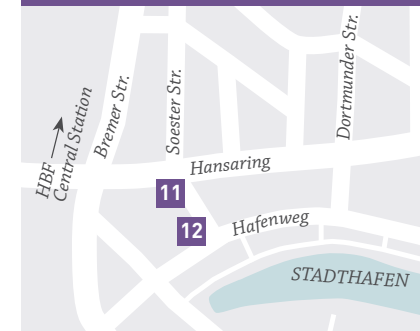 Dortmunder Str.
Soester Str.
Bremer Str.
HBF
Central Station
Hansaring
11
12
Hafenweg
STADTHAFEN